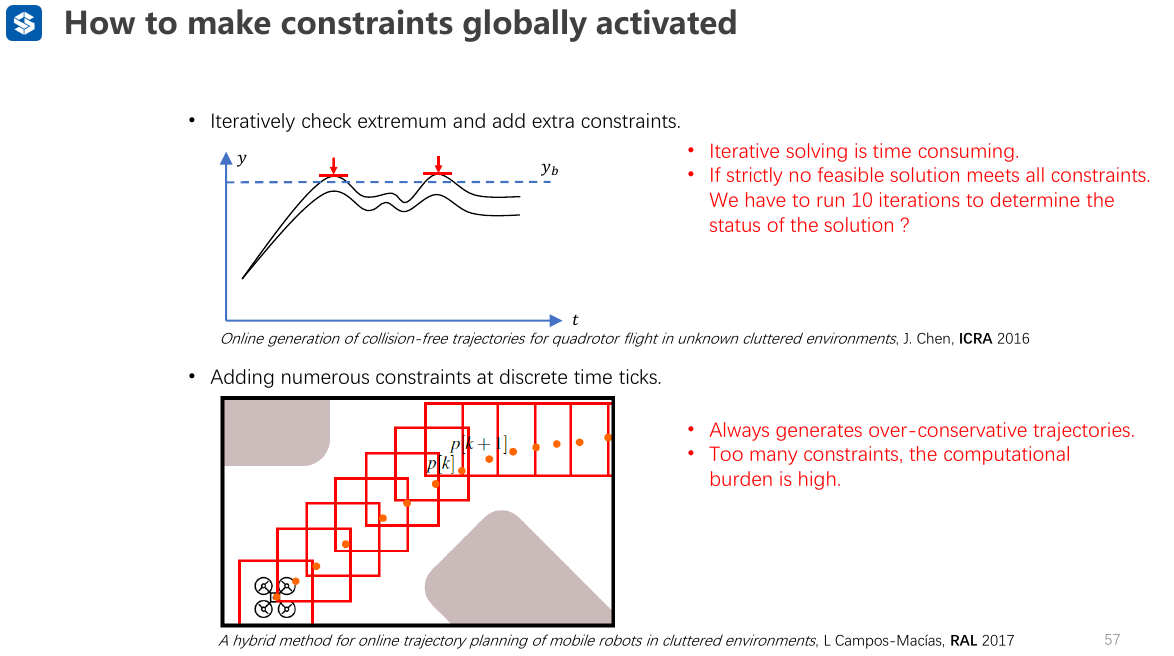 How to make constraints globally activated
• Iteratively check extremum and add extra constraints.
y
y_b
t
• Iterative solving is time consuming.
• If strictly no feasible solution meets all constraints.
We have to run 10 iterations to determine the
status of the solution ?
Online generation of collision-free trajectories for quadrotor flight in unknown cluttered environments, J. Chen, ICRA 2016
• Adding numerous constraints at discrete time ticks.
p[k + 1]
p[k]
• Always generates over-conservative trajectories.
• Too many constraints, the computational
burden is high.
A hybrid method for online trajectory planning of mobile robots in cluttered environments, L Campos-Macías, RAL 2017
57